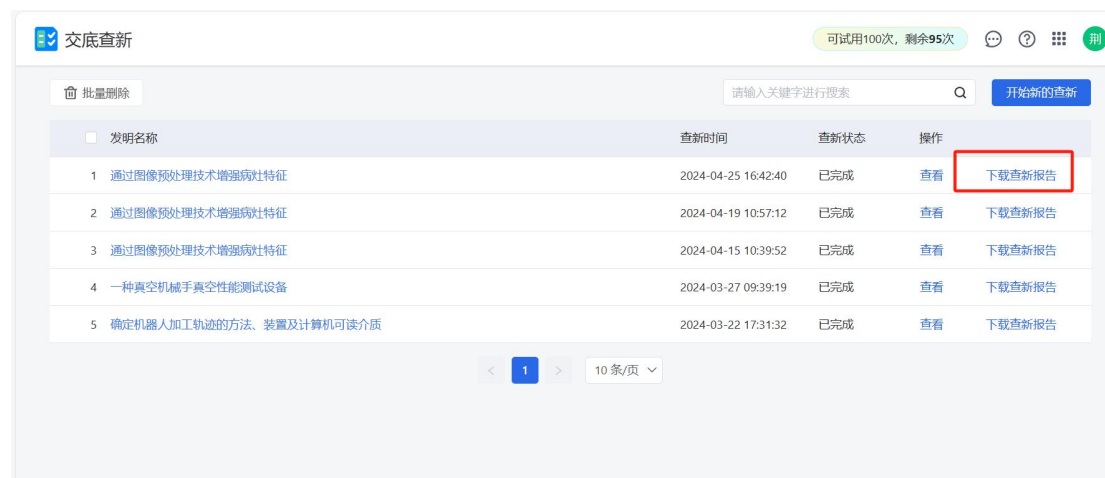 交底查新
可试用100次，剩余95次
荆
批量删除
请输入关键字进行搜索
开始新的查新
发明名称 查新时间 查新状态 操作
1 通过图像预处理技术增强病灶特征 2024-04-25 16:42:40 已完成 查看 下载查新报告
2 通过图像预处理技术增强病灶特征 2024-04-19 10:57:12 已完成 查看 下载查新报告
3 通过图像预处理技术增强病灶特征 2024-04-15 10:39:52 已完成 查看 下载查新报告
4 一种真空机械手真空性能测试设备 2024-03-27 09:39:19 已完成 查看 下载查新报告
5 确定机器人加工轨迹的方法、装置及计算机可读介质 2024-03-22 17:31:32 已完成 查看 下载查新报告
< 1 > 10 条/页